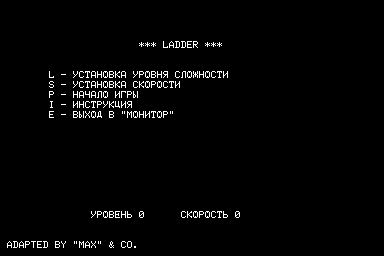 *** LADDER ***
L - УСТАНОВКА УРОВНЯ СЛОЖНОСТИ
S - УСТАНОВКА СКОРОСТИ
P - НАЧАЛО ИГРЫ
I - ИНСТРУКЦИЯ
E - ВЫХОД В "МОНИТОР"
УРОВЕНЬ 0 СКОРОСТЬ 0
ADAPTED BY "MAX" & CO.